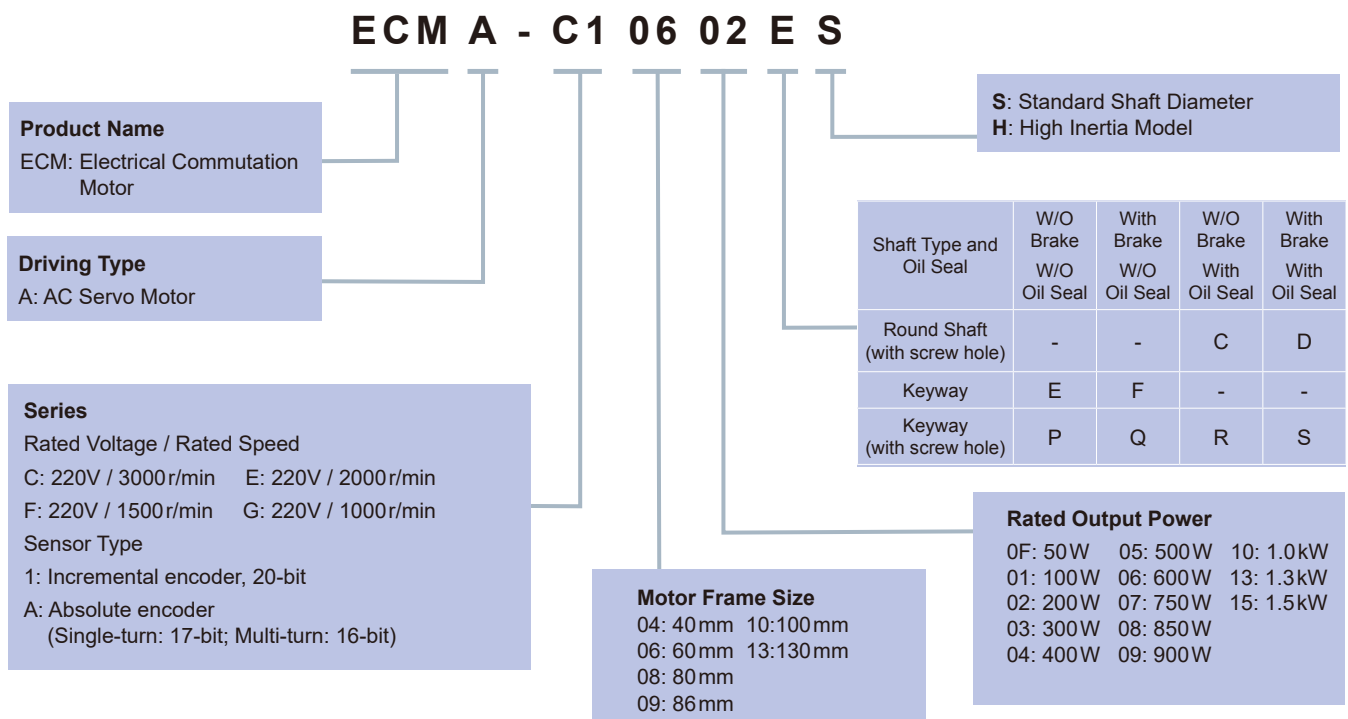 ECM A - C1 06 02 E S
Product Name
ECM: Electrical Commutation
Motor
Driving Type
A: AC Servo Motor
Series
Rated Voltage / Rated Speed
C: 220V / 3000r/min E: 220V / 2000r/min
F: 220V / 1500r/min G: 220V / 1000r/min
Sensor Type
1: Incremental encoder, 20-bit
A: Absolute encoder
(Single-turn: 17-bit; Multi-turn: 16-bit)
Motor Frame Size
04: 40mm 10:100mm
06: 60mm 13:130mm
08: 80mm
09: 86mm
Rated Output Power
0F: 50W 05: 500W 10: 1.0kW
01: 100W 06: 600W 13: 1.3kW
02: 200W 07: 750W 15: 1.5kW
03: 300W 08: 850W
04: 400W 09: 900W
Shaft Type and
Oil Seal
W/O
Brake
W/O
Oil Seal
With
Brake
W/O
Oil Seal
W/O
Brake
With
Oil Seal
With
Brake
With
Oil Seal
Round Shaft
(with screw hole)
- - C D
Keyway E F - -
Keyway
(with screw hole)
P Q R S
S: Standard Shaft Diameter
H: High Inertia Model